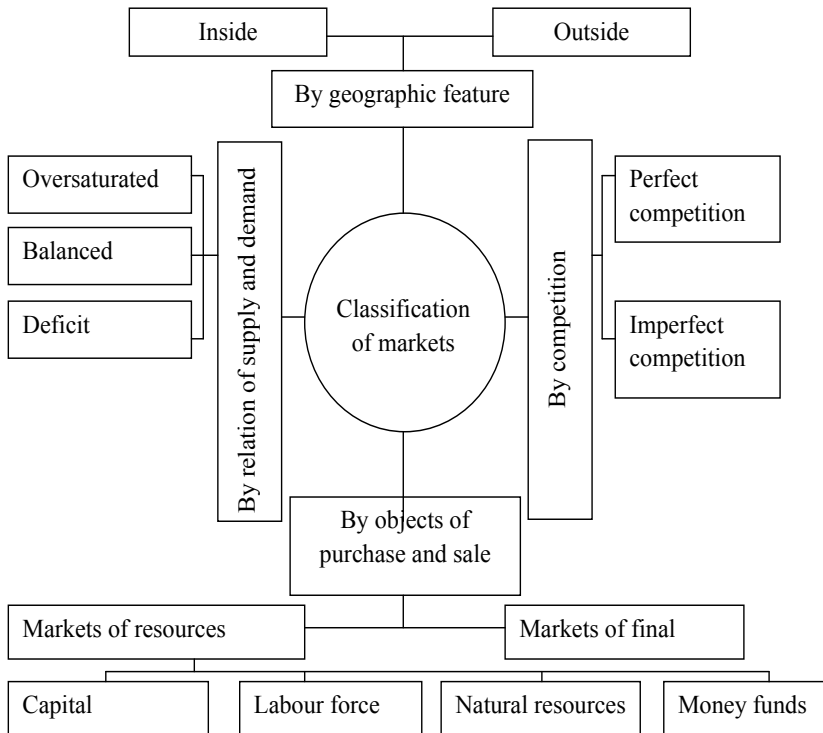 Inside
Outside
By geographic feature
Oversaturated
Balanced
Deficit
By relation of supply and demand
Classification
of markets
By competition
Perfect
competition
Imperfect
competition
By objects of
purchase and sale
Markets of resources
Markets of final
Capital
Labour force
Natural resources
Money funds